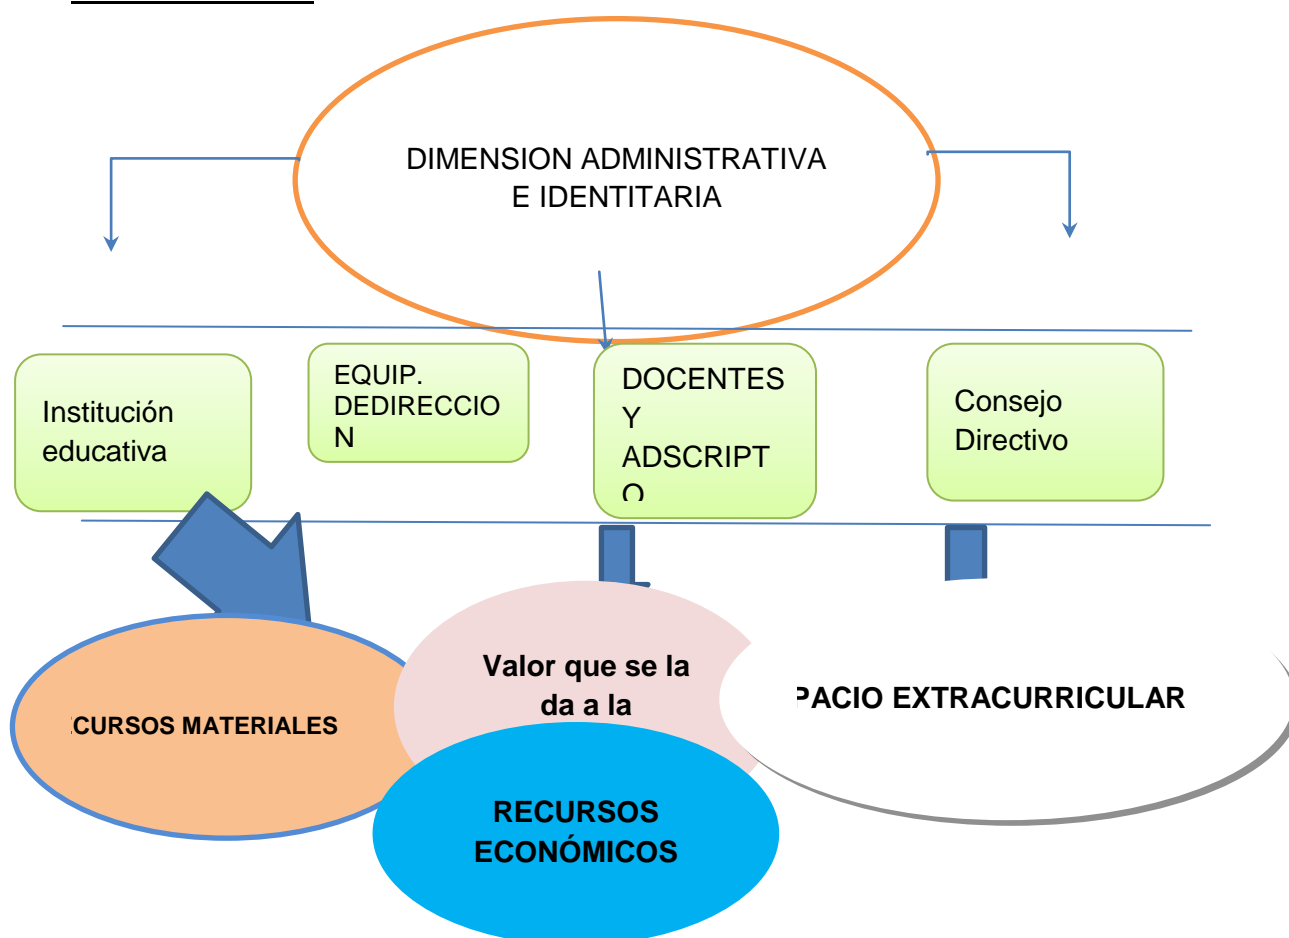 DIMENSION ADMINISTRATIVA
E IDENTITARIA
Institución
educativa
EQUIP.
DEDIRECCIO
N
DOCENTES
Y
ADSCRIPT
O
Consejo
Directivo
CURSOS MATERIALES
Valor que se la
da a la
PACIO EXTRACURRICULAR
RECURSOS
ECONÓMICOS